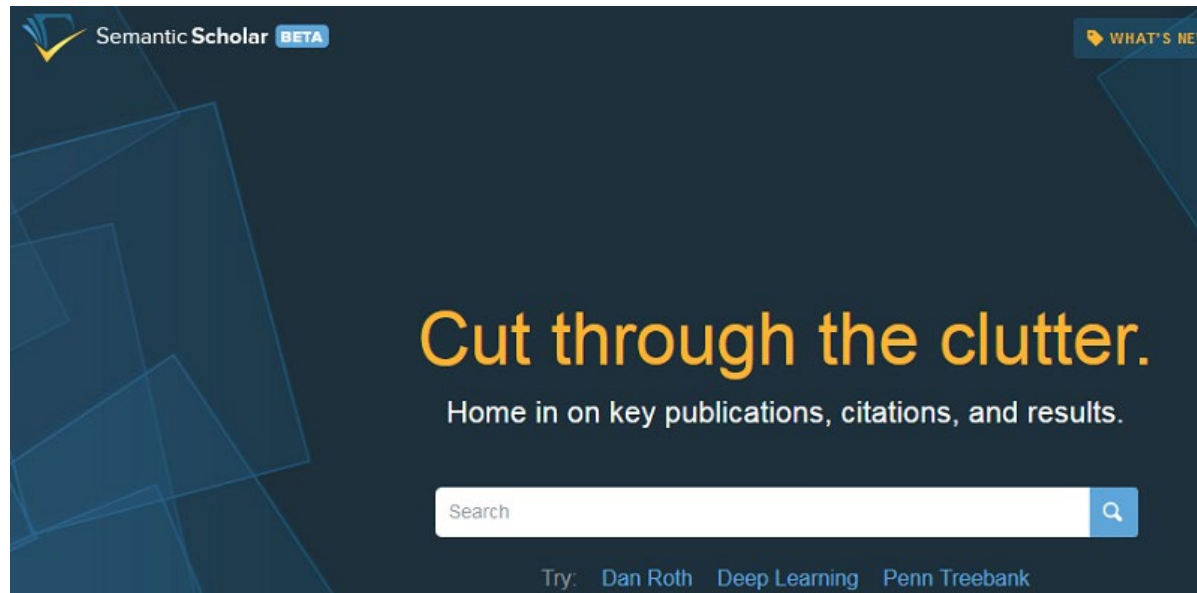 Semantic Scholar BETA
WHAT'S NE
Cut through the clutter.
Home in on key publications, citations, and results.
Search
Try: Dan Roth Deep Learning Penn Treebank